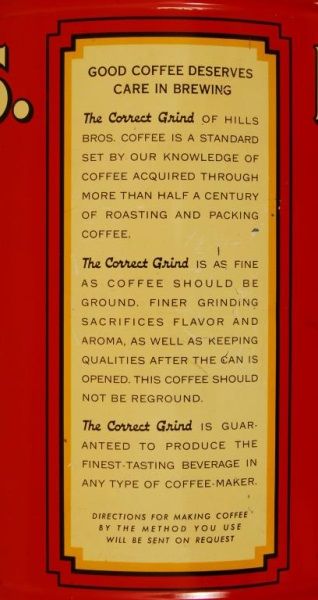 S.
GOOD COFFEE DESERVES
CARE IN BREWING
The Correct Grind OF HILLS
BROS. COFFEE IS A STANDARD
SET BY OUR KNOWLEDGE OF
COFFEE ACQUIRED THROUGH
MORE THAN HALF A CENTURY
OF ROASTING AND PACKING
COFFEE.
The Correct Grind IS AS FINE
AS COFFEE SHOULD BE
GROUND. FINER GRINDING
SACRIFICES FLAVOR AND
AROMA, AS WELL AS KEEPING
QUALITIES AFTER THE CAN IS
OPENED. THIS COFFEE SHOULD
NOT BE REGROUND.
The Correct Grind IS GUAR-
ANTEED TO PRODUCE THE
FINEST-TASTING BEVERAGE IN
ANY TYPE OF COFFEE-MAKER.
DIRECTIONS FOR MAKING COFFEE
BY THE METHOD YOU USE
WILL BE SENT ON REQUEST